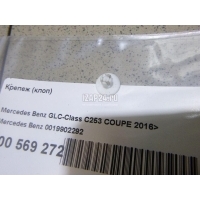 Крепеж (клоп)
Mercedes Benz GLC-Class C253 COUPE 2016>
Mercedes Benz 0019902292
00 569 272